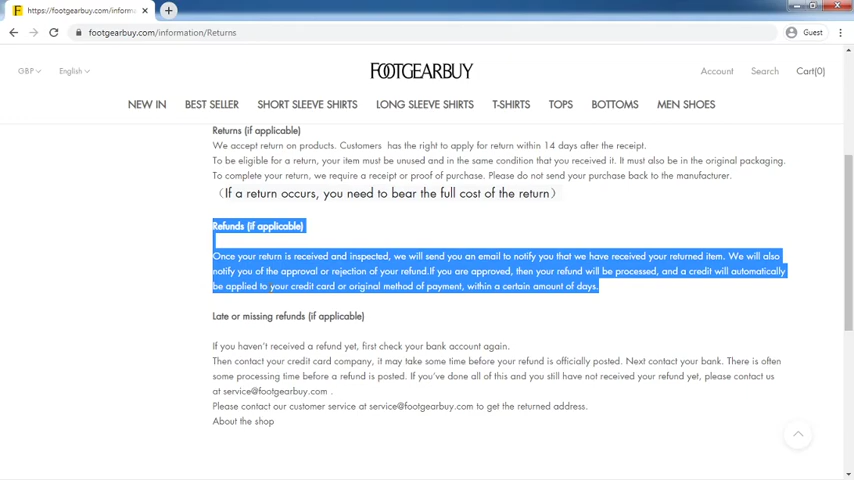 https://footgearbuy.com/informa
footgearbuy.com/information/Returns
Guest
GBP
English
FOOTGEARBUY
Account
Search
Cart(0)
NEW IN
BEST SELLER
SHORT SLEEVE SHIRTS
LONG SLEEVE SHIRTS
T-SHIRTS
TOPS
BOTTOMS
MEN SHOES
Returns (if applicable)
We accept return on products. Customers has the right to apply for return within 14 days after the receipt.
To be eligible for a return, your item must be unused and in the same condition that you received it. It must also be in the original packaging.
To complete your return, we require a receipt or proof of purchase. Please do not send your purchase back to the manufacturer.
（If a return occurs, you need to bear the full cost of the return）
Refunds (if applicable)
Once your return is received and inspected, we will send you an email to notify you that we have received your returned item. We will also
notify you of the approval or rejection of your refund.If you are approved, then your refund will be processed, and a credit will automatically
be applied to your credit card or original method of payment, within a certain amount of days.
Late or missing refunds (if applicable)
If you haven't received a refund yet, first check your bank account again.
Then contact your credit card company, it may take some time before your refund is officially posted. Next contact your bank. There is often
some processing time before a refund is posted. If you've done all of this and you still have not received your refund yet, please contact us
at service@footgearbuy.com .
Please contact our customer service at service@footgearbuy.com to get the returned address.
About the shop